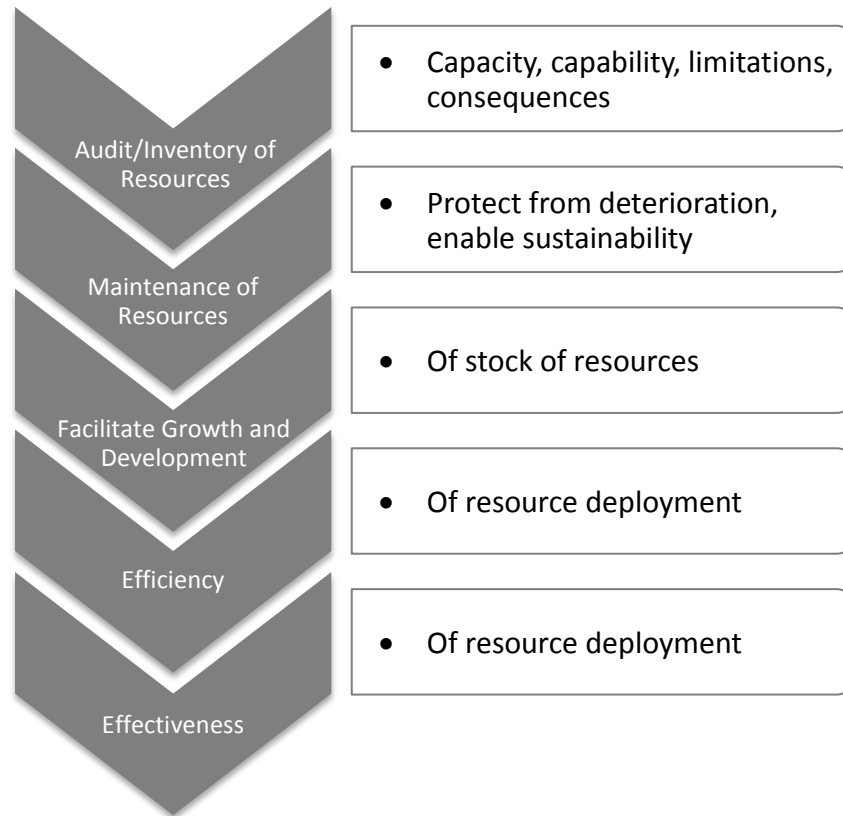 Audit/Inventory of
Resources
• Capacity, capability, limitations,
consequences
Maintenance of
Resources
• Protect from deterioration,
enable sustainability
Facilitate Growth and
Development
• Of stock of resources
Efficiency
• Of resource deployment
Effectiveness
• Of resource deployment